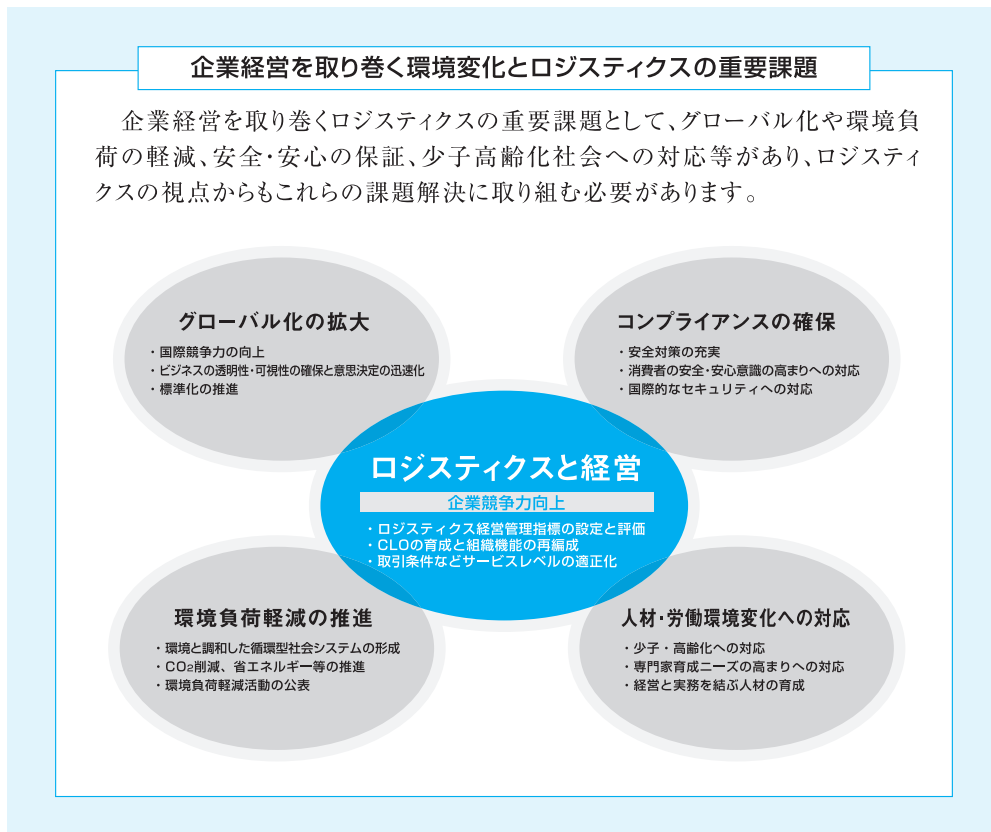 企業経営を取り巻く環境変化とロジスティクスの重要課題
　企業経営を取り巻くロジスティクスの重要課題として、グローバル化や環境負
荷の軽減、安全・安心の保証、少子高齢化社会への対応等があり、ロジスティ
クスの視点からもこれらの課題解決に取り組む必要があります。
グローバル化の拡大
・国際競争力の向上
・ビジネスの透明性・可視性の確保と意思決定の迅速化
・標準化の推進
コンプライアンスの確保
・安全対策の充実
・消費者の安全・安心意識の高まりへの対応
・国際的なセキュリティへの対応
ロジスティクスと経営
企業競争力向上
・ロジスティクス経営管理指標の設定と評価
・CLOの育成と組織機能の再編成
・取引条件などサービスレベルの適正化
環境負荷軽減の推進
・環境と調和した循環型社会システムの形成
・CO₂削減、省エネルギー等の推進
・環境負荷軽減活動の公表
人材・労働環境変化への対応
・少子・高齢化への対応
・専門家育成ニーズの高まりへの対応
・経営と実務を結ぶ人材の育成